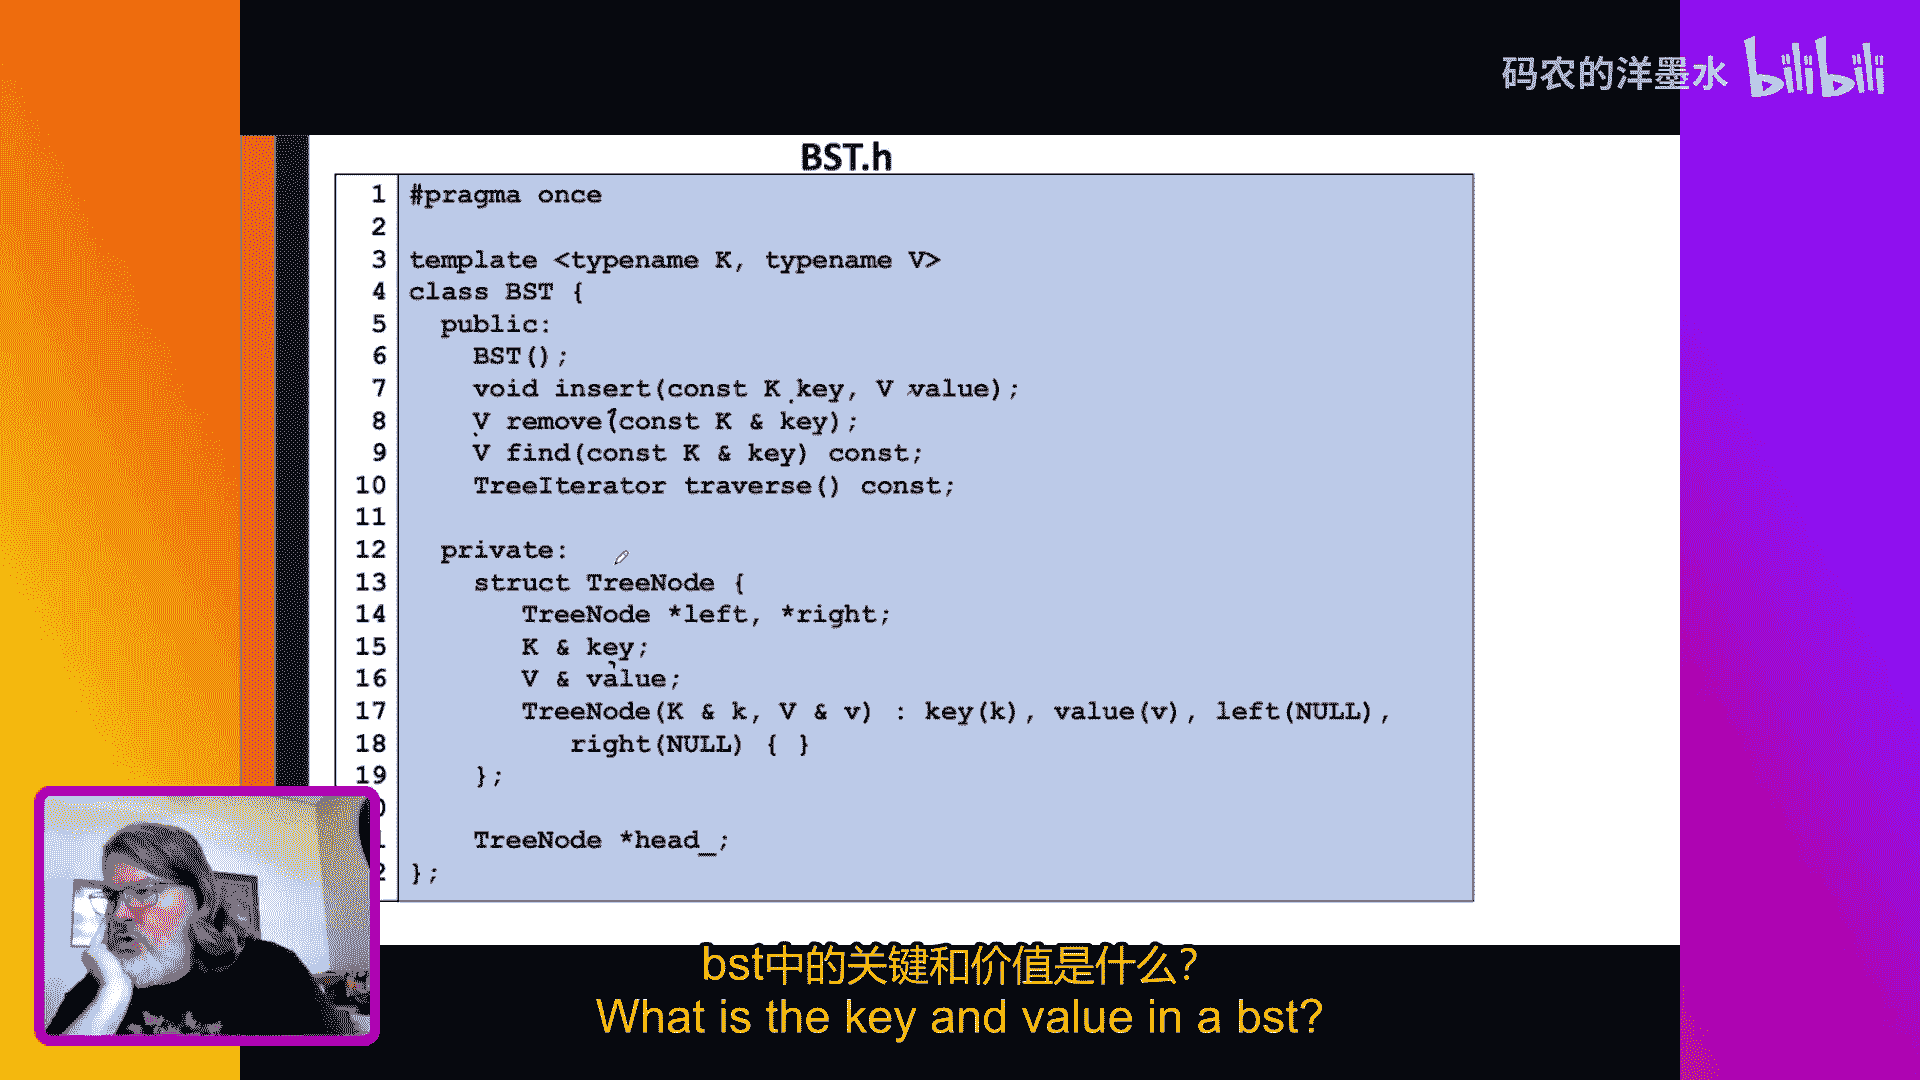 码农的洋墨水 bilibili
BST.h
1 #pragma once
2
3 template <typename K, typename V>
4 class BST {
5 public:
6 BST();
7 void insert(const K key, V value);
8 V remove(const K & key);
9 V find(const K & key) const;
10 TreeIterator traverse() const;
11
12 private:
13 struct TreeNode {
14 TreeNode *left, *right;
15 K & key;
16 V & value;
17 TreeNode(K & k, V & v) : key(k), value(v), left(NULL),
18 right(NULL) { }
19 };
TreeNode *head_;
};
bst中的关键和价值是什么?
What is the key and value in a bst?